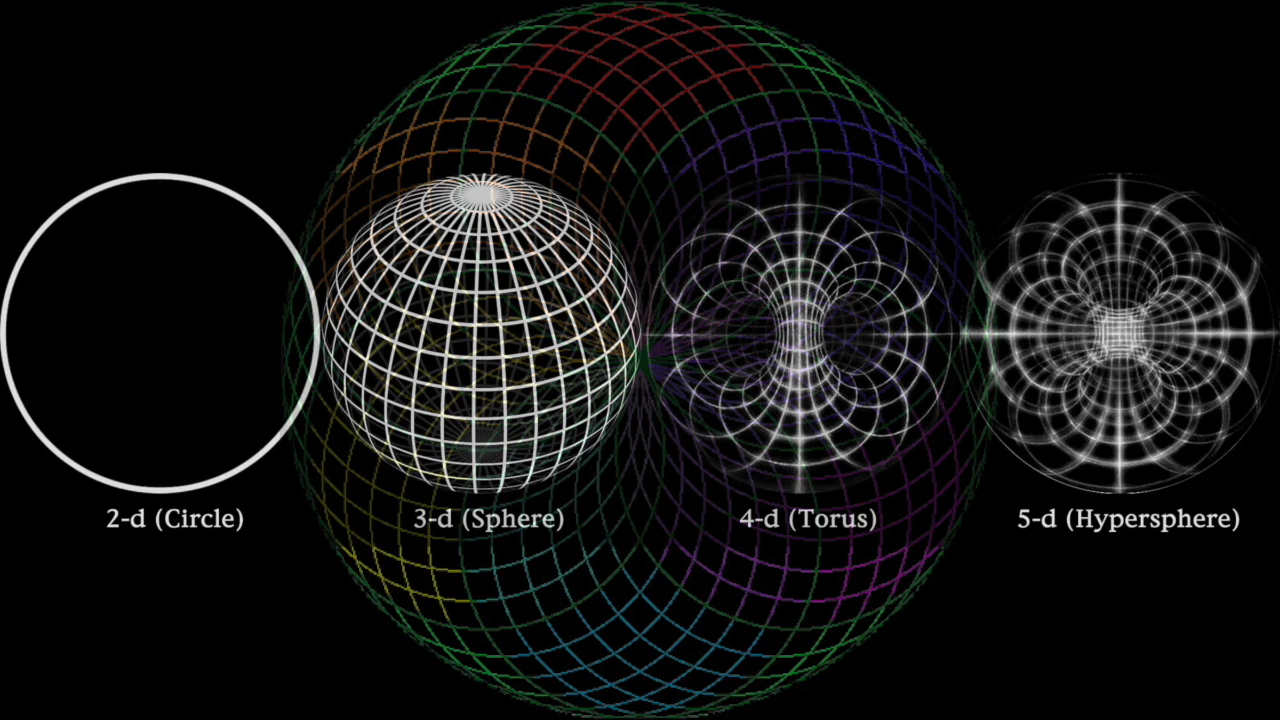 2-d (Circle)
3-d (Sphere)
4-d (Torus)
5-d (Hypersphere)